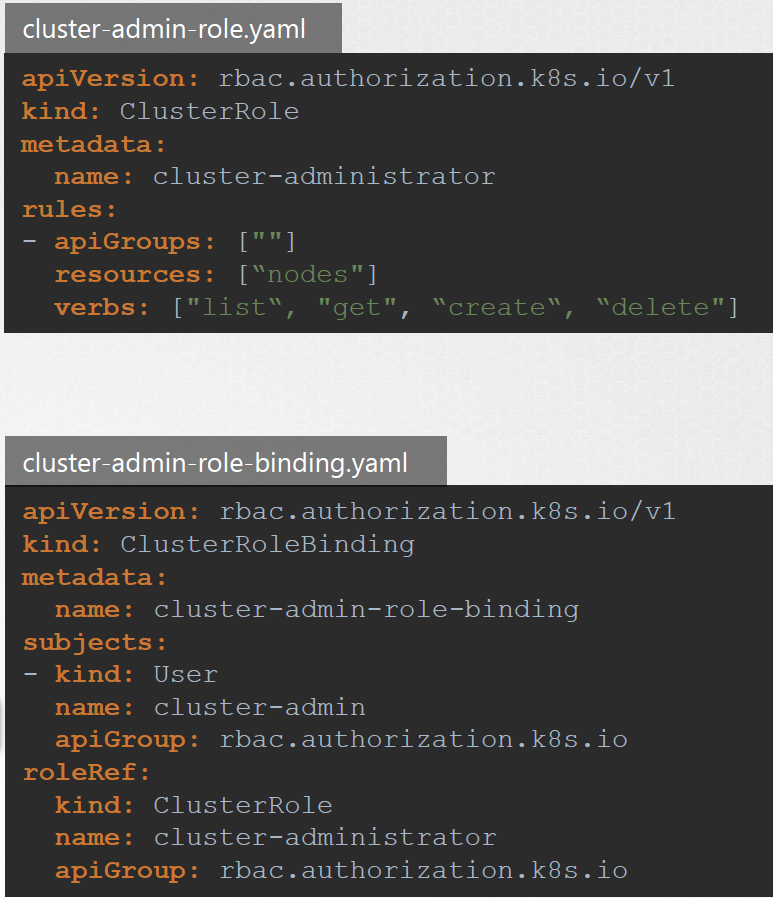 cluster-admin-role.yaml
apiVersion: rbac.authorization.k8s.io/v1
kind: ClusterRole
metadata:
  name: cluster-administrator
rules:
- apiGroups: [""]
  resources: [“nodes"]
  verbs: ["list“, "get", “create“, “delete"]
cluster-admin-role-binding.yaml
apiVersion: rbac.authorization.k8s.io/v1
kind: ClusterRoleBinding
metadata:
  name: cluster-admin-role-binding
subjects:
- kind: User
  name: cluster-admin
  apiGroup: rbac.authorization.k8s.io
roleRef:
  kind: ClusterRole
  name: cluster-administrator
  apiGroup: rbac.authorization.k8s.io